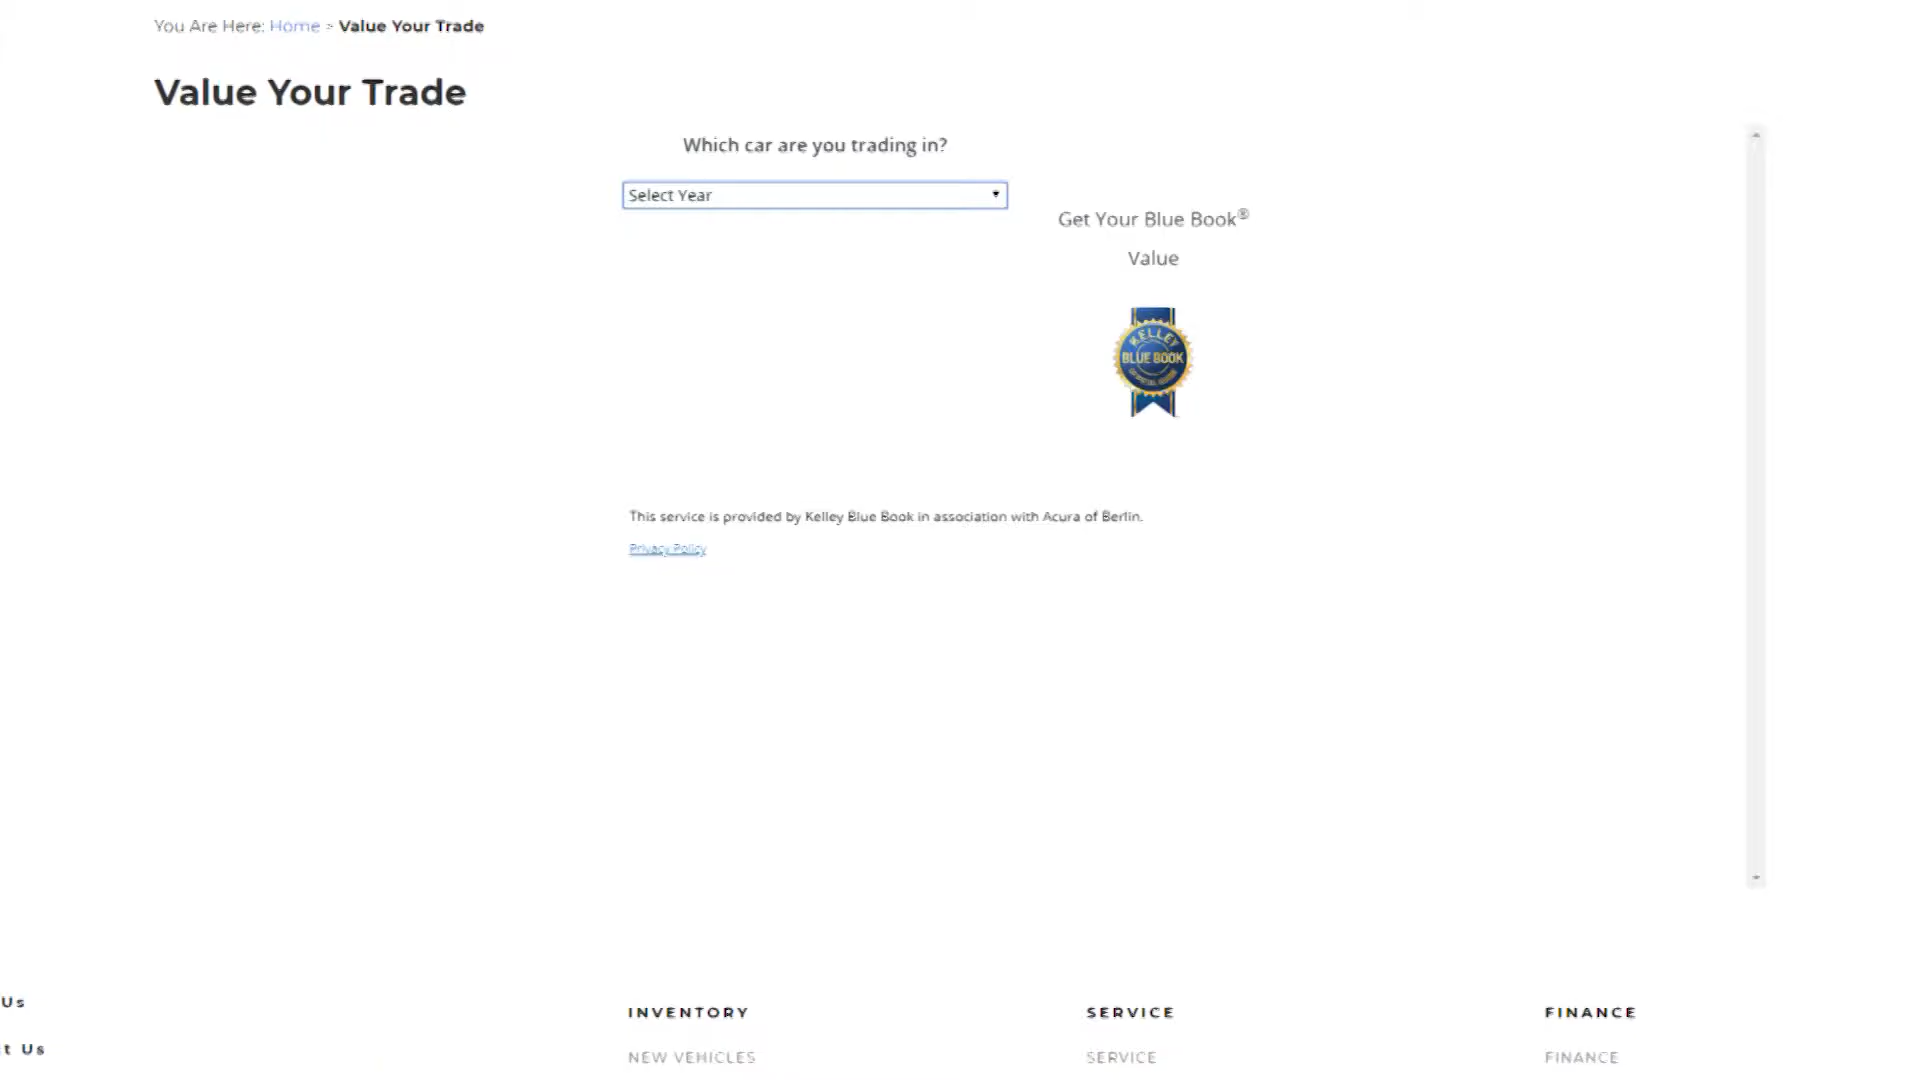 You Are Here: Home > Value Your Trade
Value Your Trade
Which car are you trading in?
Select Year
Get Your Blue Book®
Value
KELLEY
BLUE BOOK
This service is provided by Kelley Blue Book in association with Acura of Berlin.
Privacy Policy
Us
t Us
INVENTORY
NEW VEHICLES
SERVICE
SERVICE
FINANCE
FINANCE